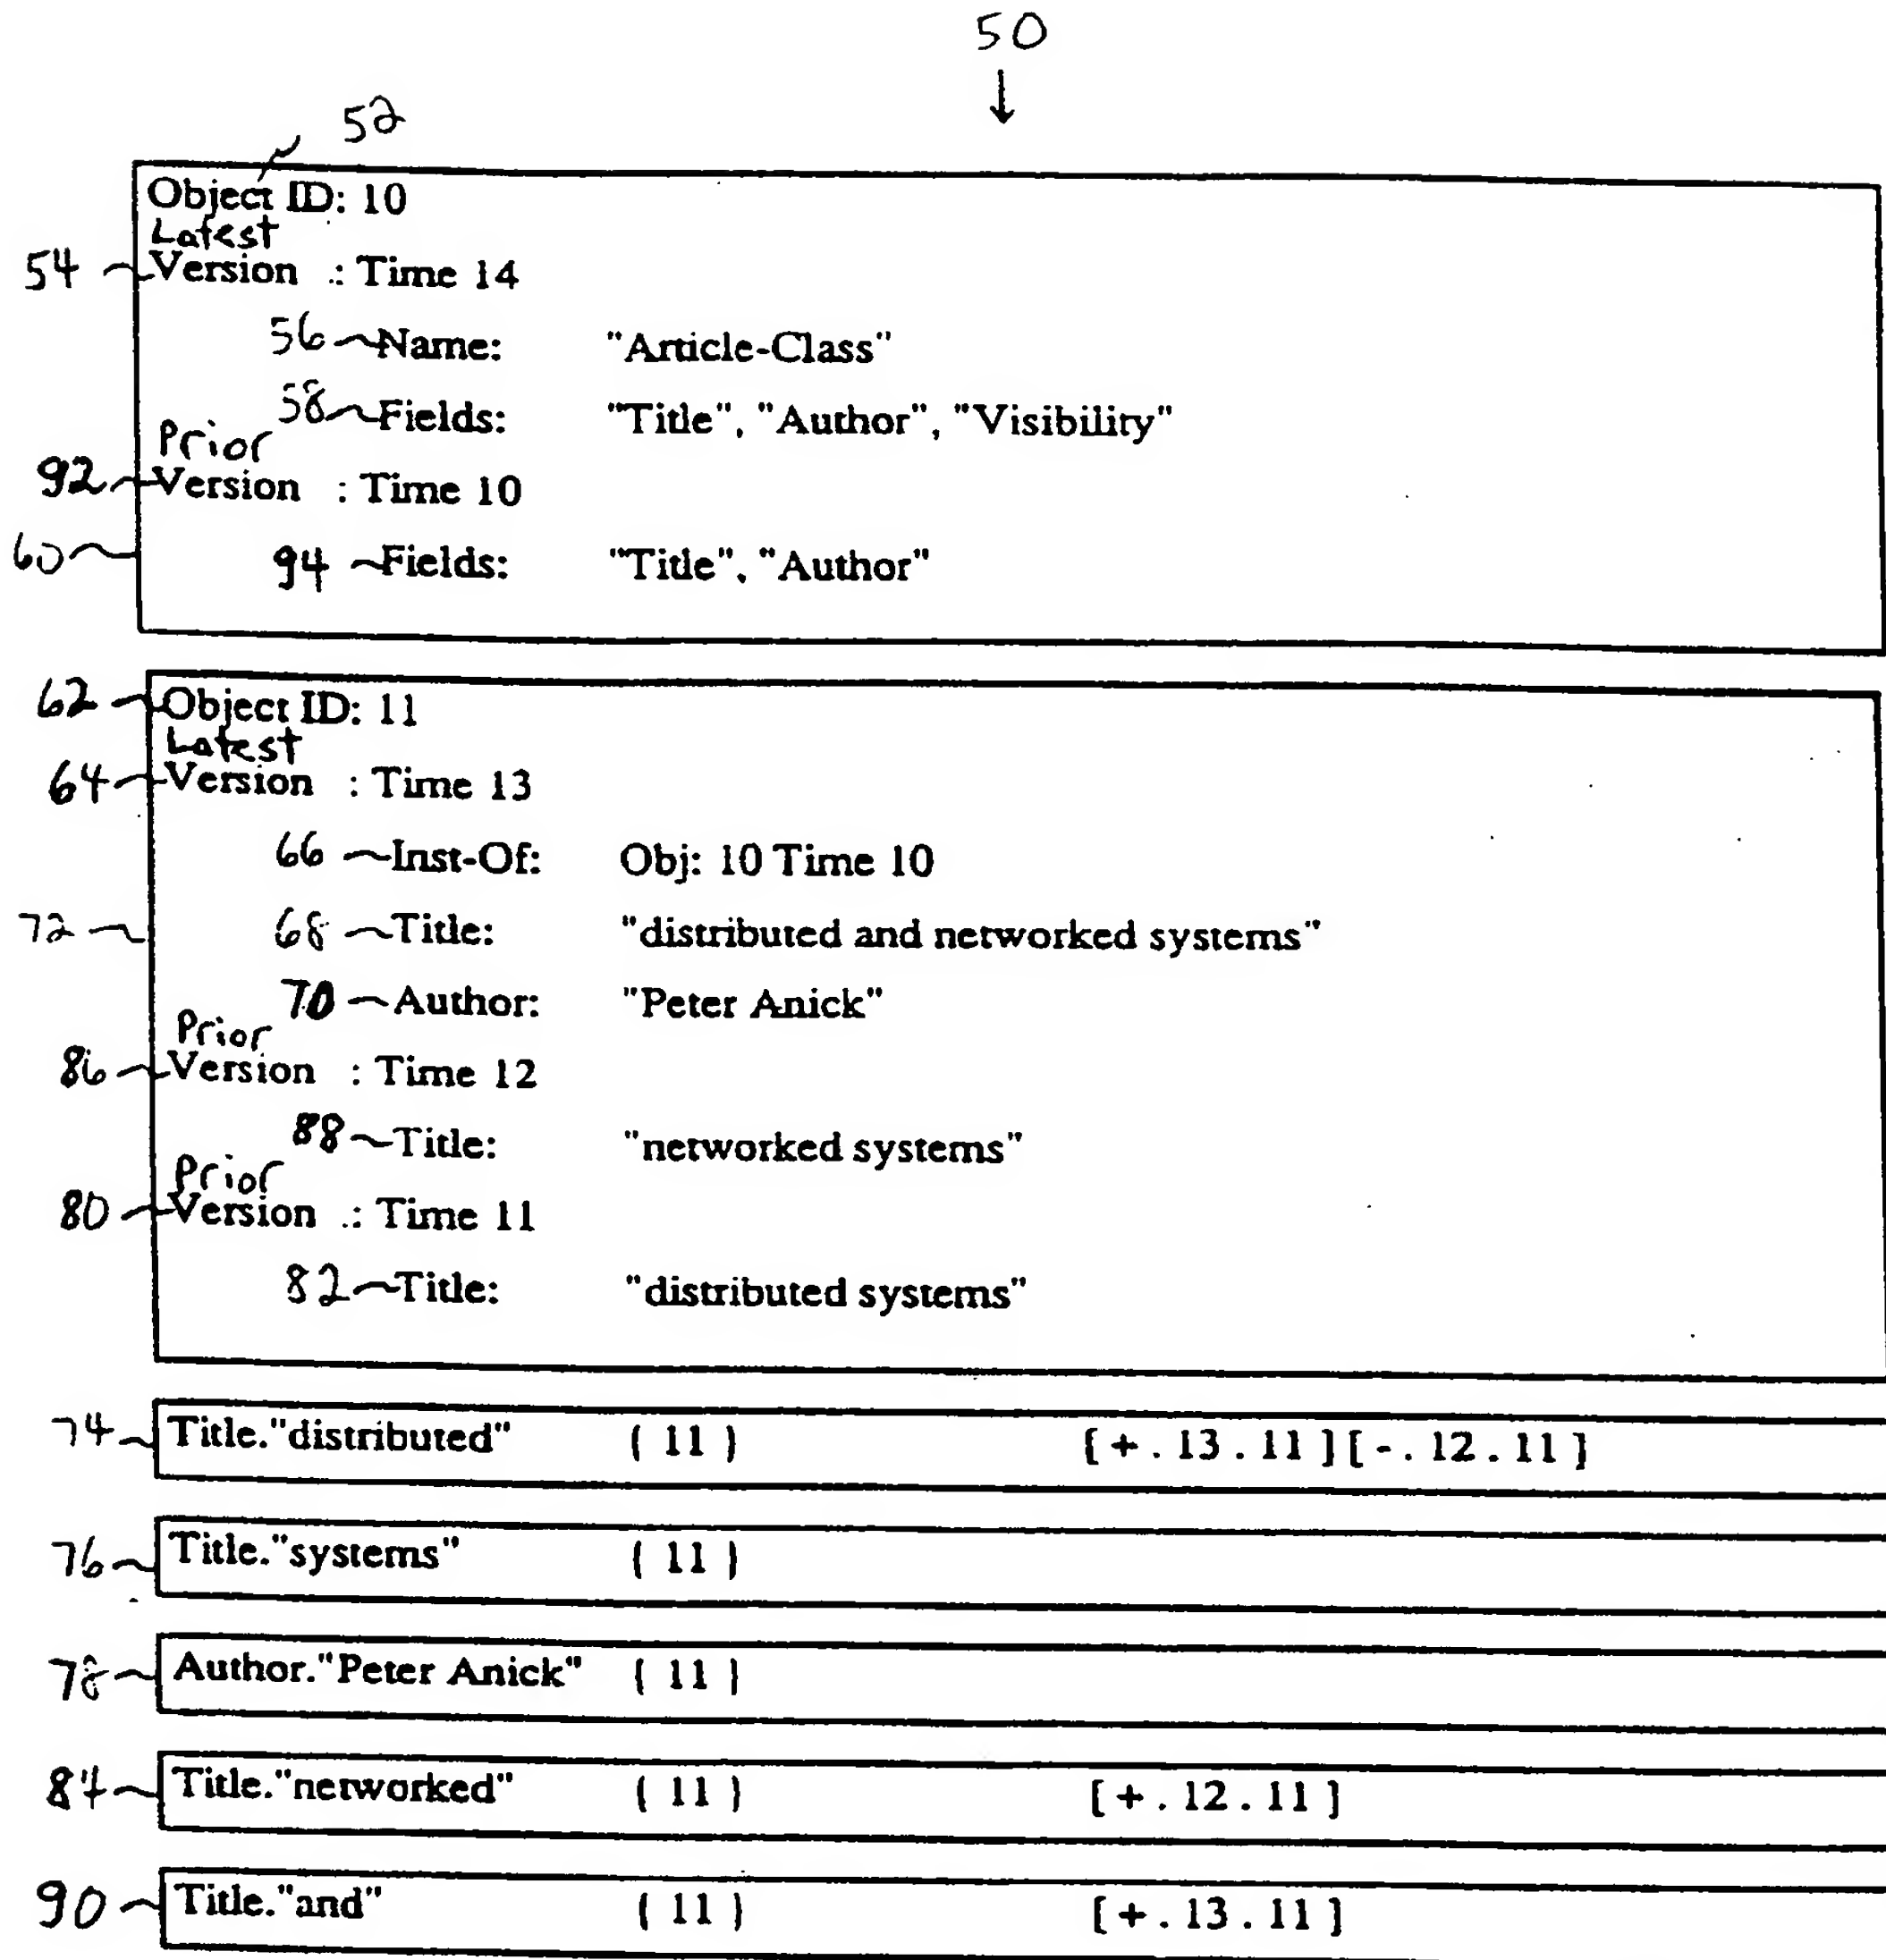 50
52
Object ID: 10
Latest
54 Version .: Time 14
56 Name: "Article-Class"
58 Fields: "Title", "Author", "Visibility"
Prior
92 Version : Time 10
60 94 Fields: "Title", "Author"
62 Object ID: 11
Latest
64 Version : Time 13
66 Inst-Of: Obj: 10 Time 10
72 68 Title: "distributed and networked systems"
70 Author: "Peter Anick"
Prior
86 Version : Time 12
88 Title: "networked systems"
Prior
80 Version .: Time 11
82 Title: "distributed systems"
74 Title."distributed" { 11 } [ + . 13 . 11 ] [ - . 12 . 11 ]
76 Title."systems" { 11 }
78 Author."Peter Anick" { 11 }
84 Title."networked" { 11 } [ + . 12 . 11 ]
90 Title."and" { 11 } [ + . 13 . 11 ]